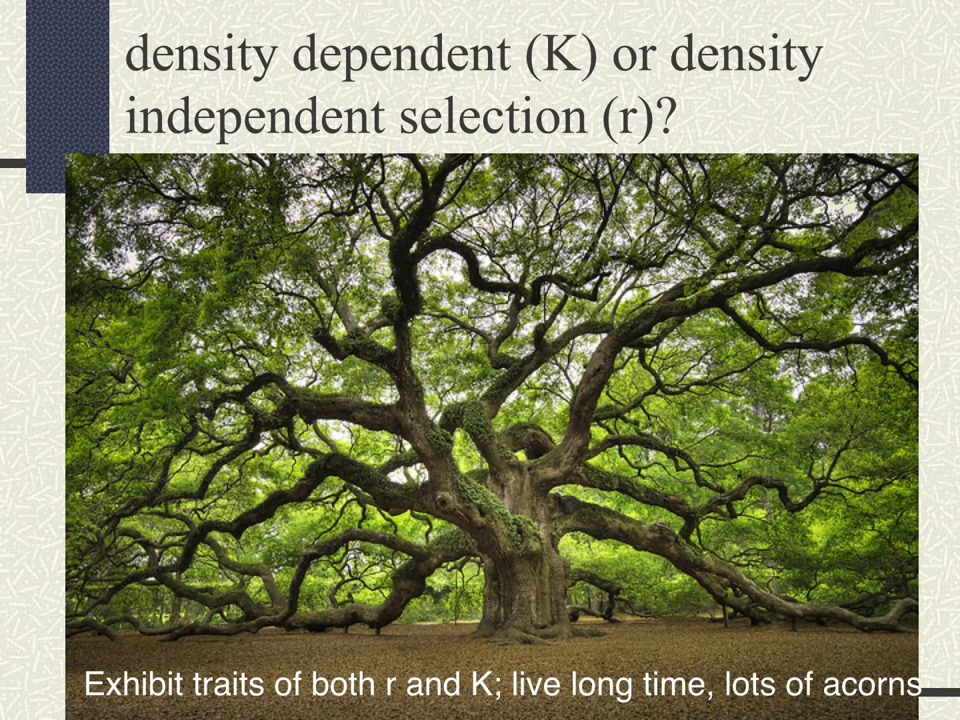 density dependent (K) or density
independent selection (r)?
Exhibit traits of both r and K; live long time, lots of acorns